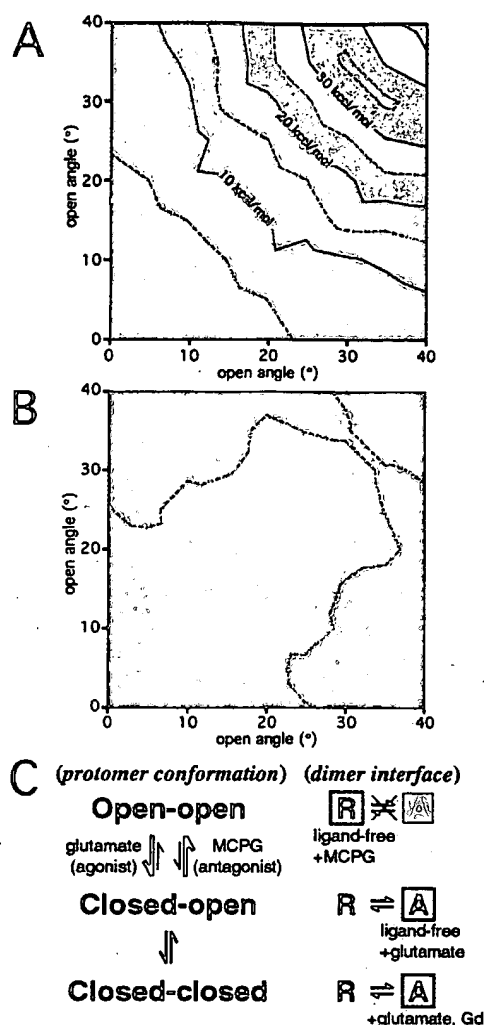 A
40
30
20
10
0
open angle (°)
30 kcal/mol
20 kcal/mol
10 kcal/mol
0 10 20 30 40
open angle (°)
B
40
30
20
10
0
open angle (°)
0 10 20 30 40
open angle (°)
C (protomer conformation) (dimer interface)
Open-open R
ligand-free
+MCPG
glutamate MCPG
(agonist) (antagonist)
Closed-open R ⇌ A
ligand-free
+glutamate
Closed-closed R ⇌ A
+glutamate, Gd